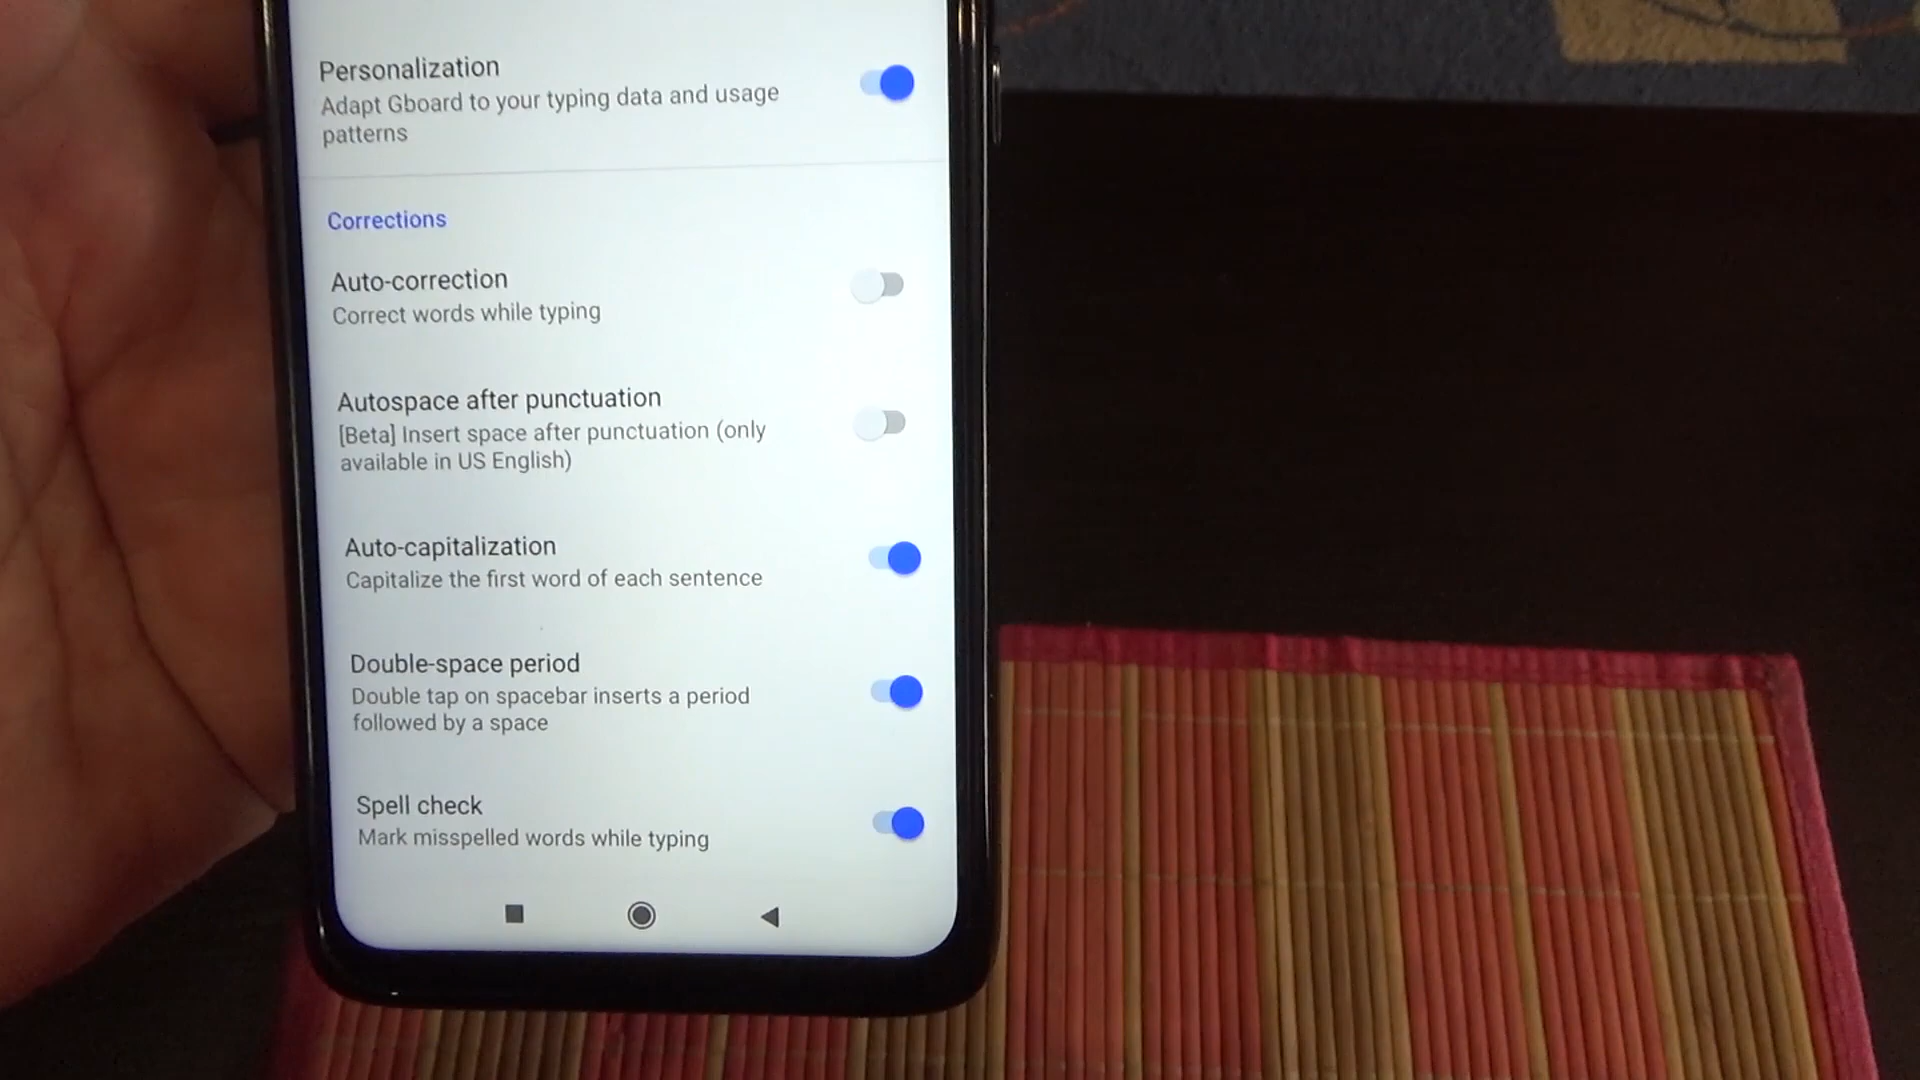 Personalization
Adapt Gboard to your typing data and usage
patterns
Corrections
Auto-correction
Correct words while typing
Autospace after punctuation
[Beta] Insert space after punctuation (only
available in US English)
Auto-capitalization
Capitalize the first word of each sentence
Double-space period
Double tap on spacebar inserts a period
followed by a space
Spell check
Mark misspelled words while typing